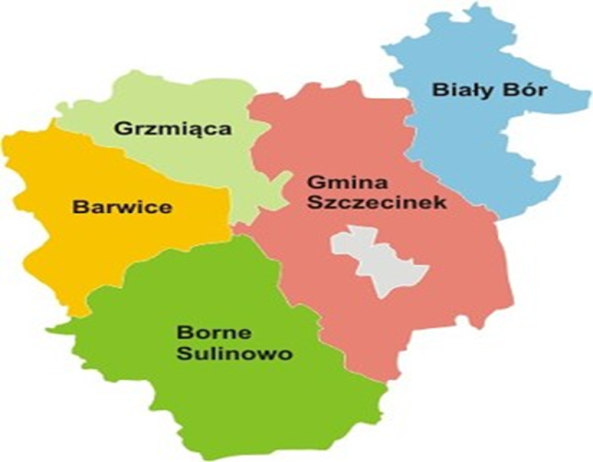 Biały Bór
Grzmiąca
Gmina
Szczecinek
Barwice
Borne
Sulinowo